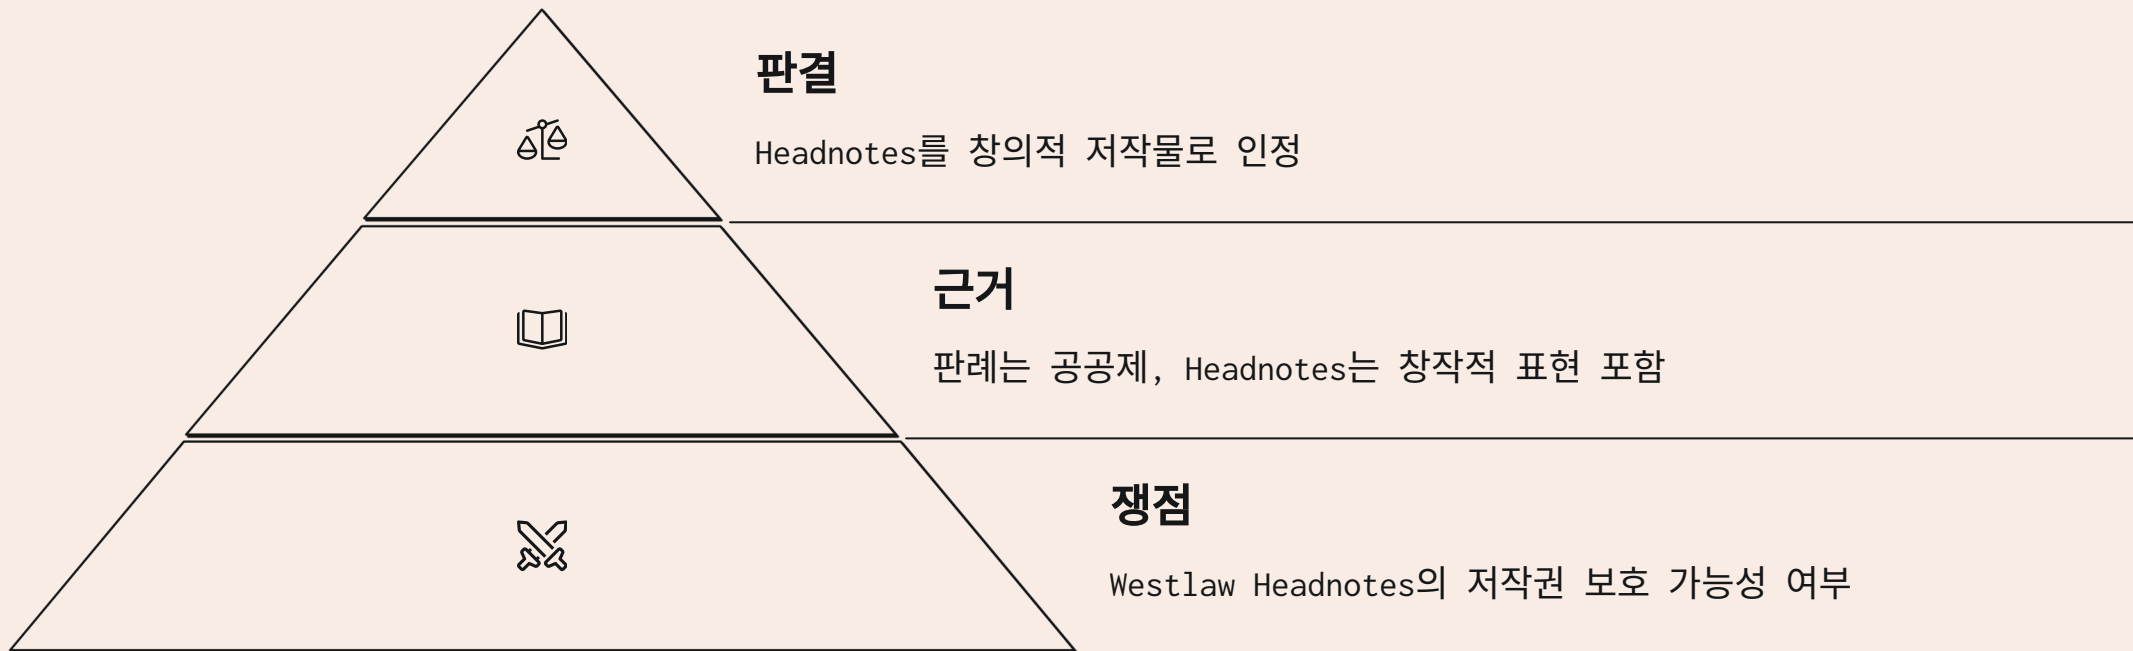 판결
Headnotes를 창의적 저작물로 인정
근거
판례는 공공제, Headnotes는 창작적 표현 포함
쟁점
Westlaw Headnotes의 저작권 보호 가능성 여부